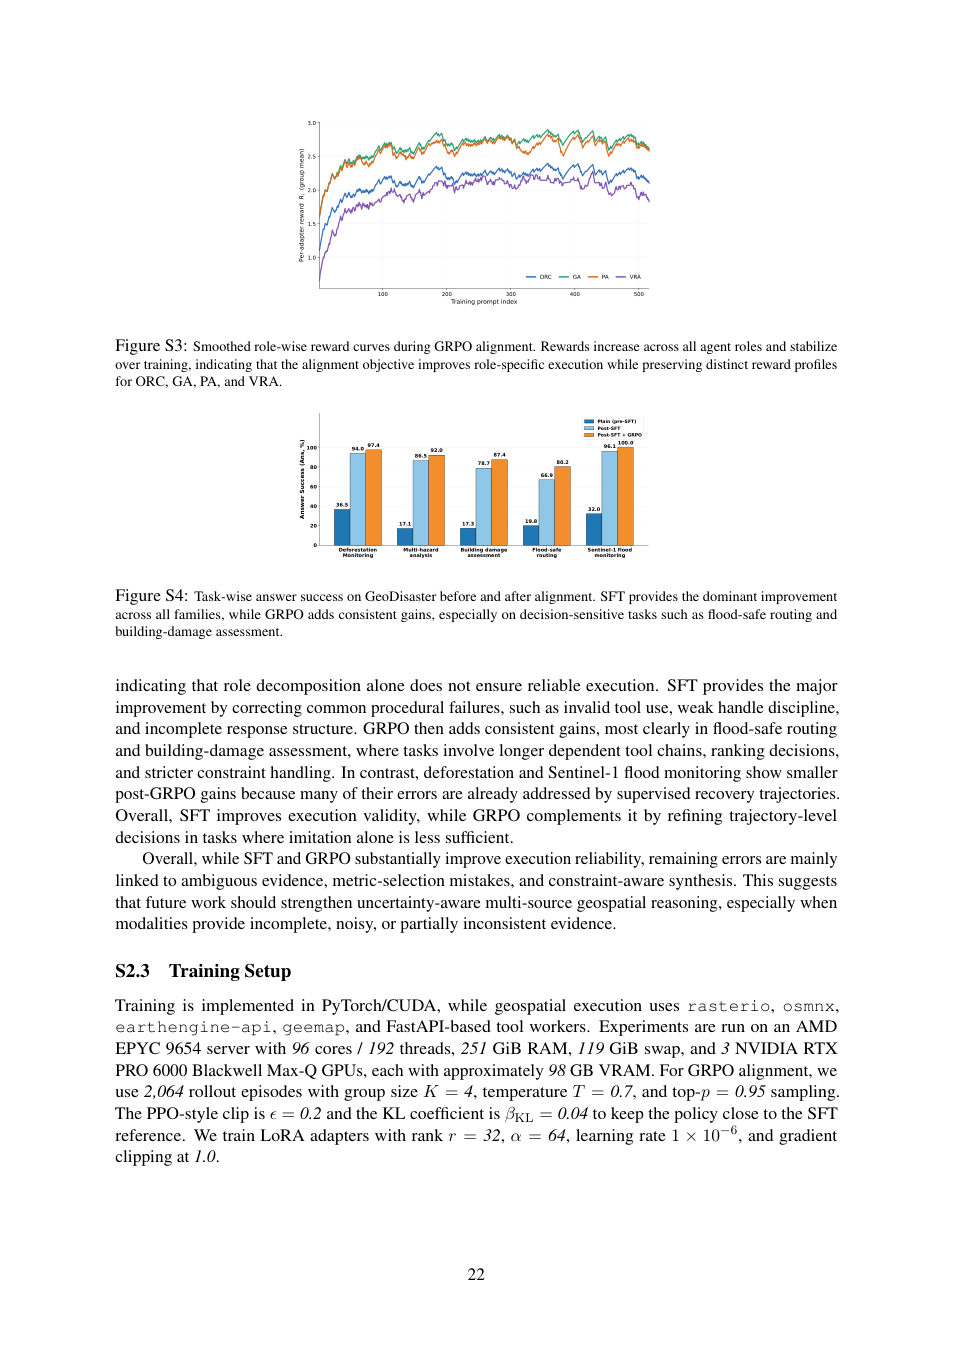 3.0
2.5
2.0
1.5
1.0
Per-adapter reward R_i (group mean)
ORC GA PA VRA
100 200 300 400 500
Training prompt index
Figure S3: Smoothed role-wise reward curves during GRPO alignment. Rewards increase across all agent roles and stabilize
over training, indicating that the alignment objective improves role-specific execution while preserving distinct reward profiles
for ORC, GA, PA, and VRA.
Plain (pre-SFT)
Post-SFT
Post-SFT + GRPO
Answer Success (Ans, %)
100
80
60
40
20
0
36.5 94.0 97.4
17.1 86.5 92.0
17.3 78.7 87.4
19.8 66.9 80.2
32.0 96.1 100.0
Deforestation Multi-hazard Building damage Flood-safe Sentinel-1 flood
Monitoring analysis assessment routing monitoring
Figure S4: Task-wise answer success on GeoDisaster before and after alignment. SFT provides the dominant improvement
across all families, while GRPO adds consistent gains, especially on decision-sensitive tasks such as flood-safe routing and
building-damage assessment.
indicating that role decomposition alone does not ensure reliable execution. SFT provides the major
improvement by correcting common procedural failures, such as invalid tool use, weak handle discipline,
and incomplete response structure. GRPO then adds consistent gains, most clearly in flood-safe routing
and building-damage assessment, where tasks involve longer dependent tool chains, ranking decisions,
and stricter constraint handling. In contrast, deforestation and Sentinel-1 flood monitoring show smaller
post-GRPO gains because many of their errors are already addressed by supervised recovery trajectories.
Overall, SFT improves execution validity, while GRPO complements it by refining trajectory-level
decisions in tasks where imitation alone is less sufficient.
Overall, while SFT and GRPO substantially improve execution reliability, remaining errors are mainly
linked to ambiguous evidence, metric-selection mistakes, and constraint-aware synthesis. This suggests
that future work should strengthen uncertainty-aware multi-source geospatial reasoning, especially when
modalities provide incomplete, noisy, or partially inconsistent evidence.
S2.3 Training Setup
Training is implemented in PyTorch/CUDA, while geospatial execution uses rasterio, osmnx,
earthengine-api, geemap, and FastAPI-based tool workers. Experiments are run on an AMD
EPYC 9654 server with 96 cores / 192 threads, 251 GiB RAM, 119 GiB swap, and 3 NVIDIA RTX
PRO 6000 Blackwell Max-Q GPUs, each with approximately 98 GB VRAM. For GRPO alignment, we
use 2,064 rollout episodes with group size K = 4, temperature T = 0.7, and top-p = 0.95 sampling.
The PPO-style clip is ϵ = 0.2 and the KL coefficient is β_KL = 0.04 to keep the policy close to the SFT
reference. We train LoRA adapters with rank r = 32, α = 64, learning rate 1 × 10⁻⁶, and gradient
clipping at 1.0.
22